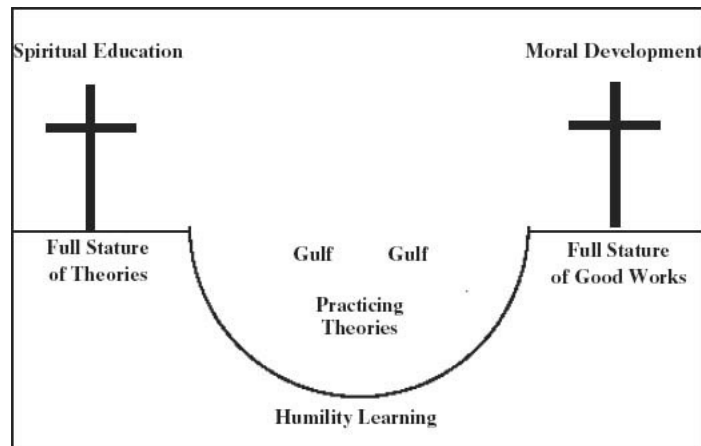 Spiritual Education
Moral Development
Full Stature
of Theories
Gulf Gulf
Practicing
Theories
Full Stature
of Good Works
Humility Learning